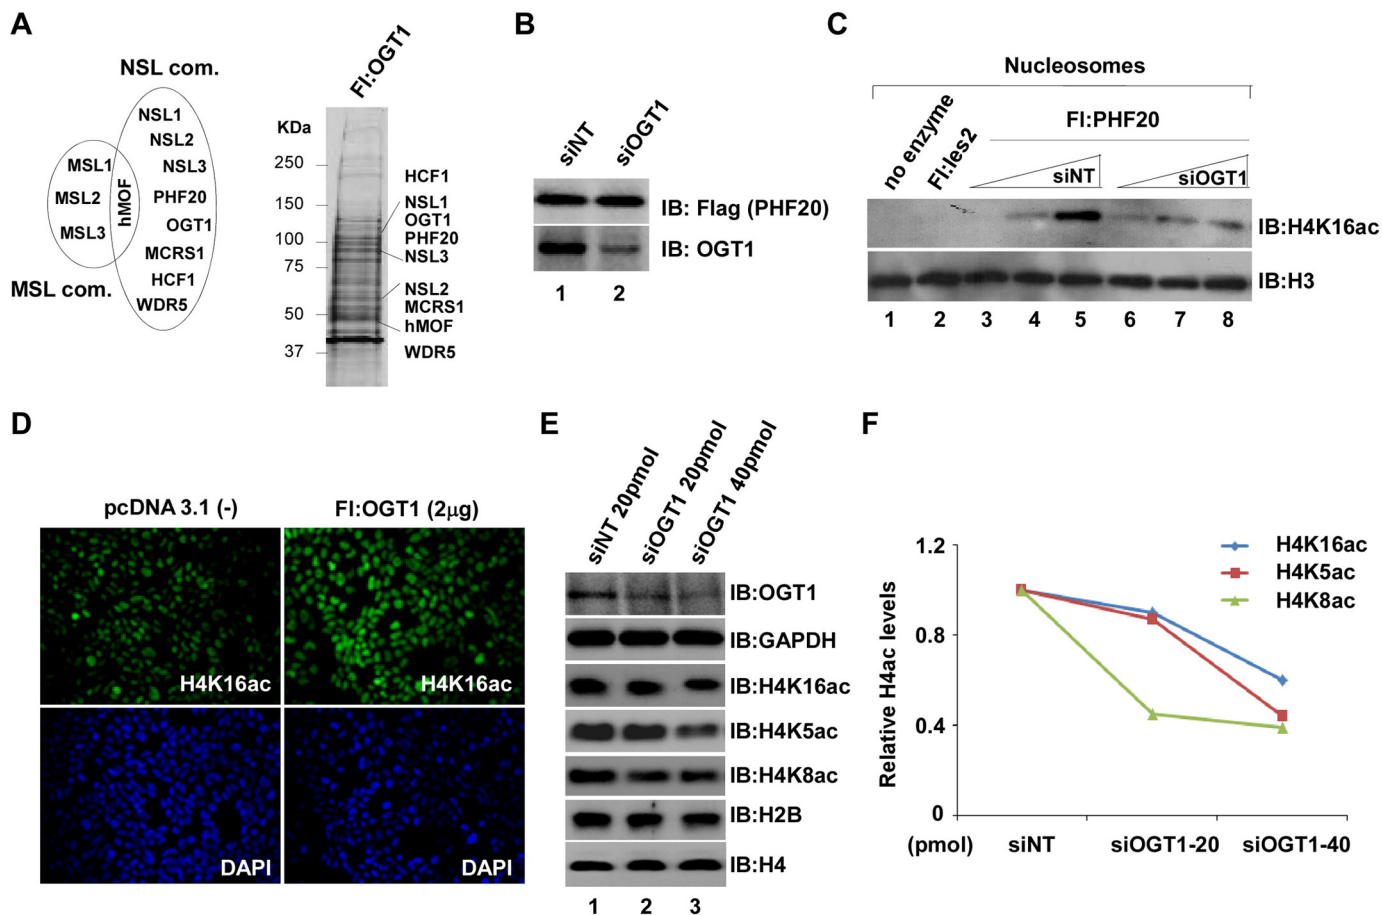 A
NSL com.
NSL1
NSL2
MSL1
NSL3
MSL2
hMOF
PHF20
MSL3
OGT1
MCRS1
MSL com.
HCF1
WDR5
Fl:OGT1
KDa
250
150
100
75
50
37
HCF1
NSL1
OGT1
PHF20
NSL3
NSL2
MCRS1
hMOF
WDR5
B
siNT
siOGT1
IB: Flag (PHF20)
IB: OGT1
1 2
C
Nucleosomes
no enzyme
Fl:Ies2
Fl:PHF20
siNT
siOGT1
IB:H4K16ac
IB:H3
1 2 3 4 5 6 7 8
D
pcDNA 3.1 (-)
Fl:OGT1 (2µg)
H4K16ac
H4K16ac
DAPI
DAPI
E
siNT 20pmol
siOGT1 20pmol
siOGT1 40pmol
IB:OGT1
IB:GAPDH
IB:H4K16ac
IB:H4K5ac
IB:H4K8ac
IB:H2B
IB:H4
1 2 3
F
H4K16ac
H4K5ac
H4K8ac
Relative H4ac levels
1.2
0.8
0.4
0
(pmol) siNT siOGT1-20 siOGT1-40